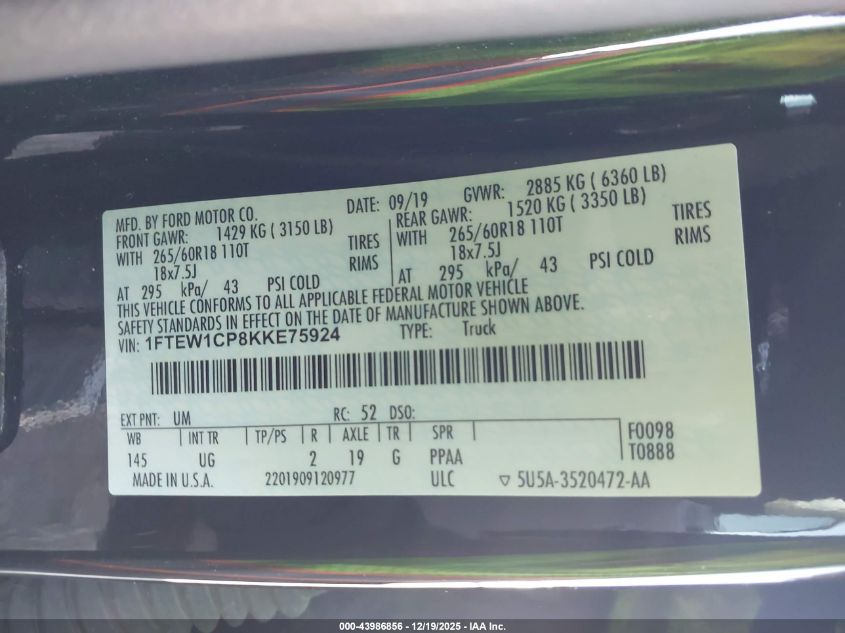 MFD. BY FORD MOTOR CO. DATE: 09/19 GVWR: 2885 KG ( 6360 LB)
FRONT GAWR: 1429 KG ( 3150 LB) REAR GAWR: 1520 KG ( 3350 LB)
WITH 265/60R18 110T TIRES WITH 265/60R18 110T TIRES
18x7.5J RIMS 18x7.5J RIMS
AT 295 kPa/ 43 PSI COLD AT 295 kPa/ 43 PSI COLD
THIS VEHICLE CONFORMS TO ALL APPLICABLE FEDERAL MOTOR VEHICLE
SAFETY STANDARDS IN EFFECT ON THE DATE OF MANUFACTURE SHOWN ABOVE.
VIN: 1FTEW1CP8KKE75924 TYPE: Truck
EXT PNT: UM RC: 52 DSO:
WB INT TR TP/PS R AXLE TR SPR F0098
145 UG 2 19 G PPAA T0888
MADE IN U.S.A. 2201909120977 ULC ▽ 5U5A-3520472-AA
000-43986856 - 12/19/2025 - IAA Inc.